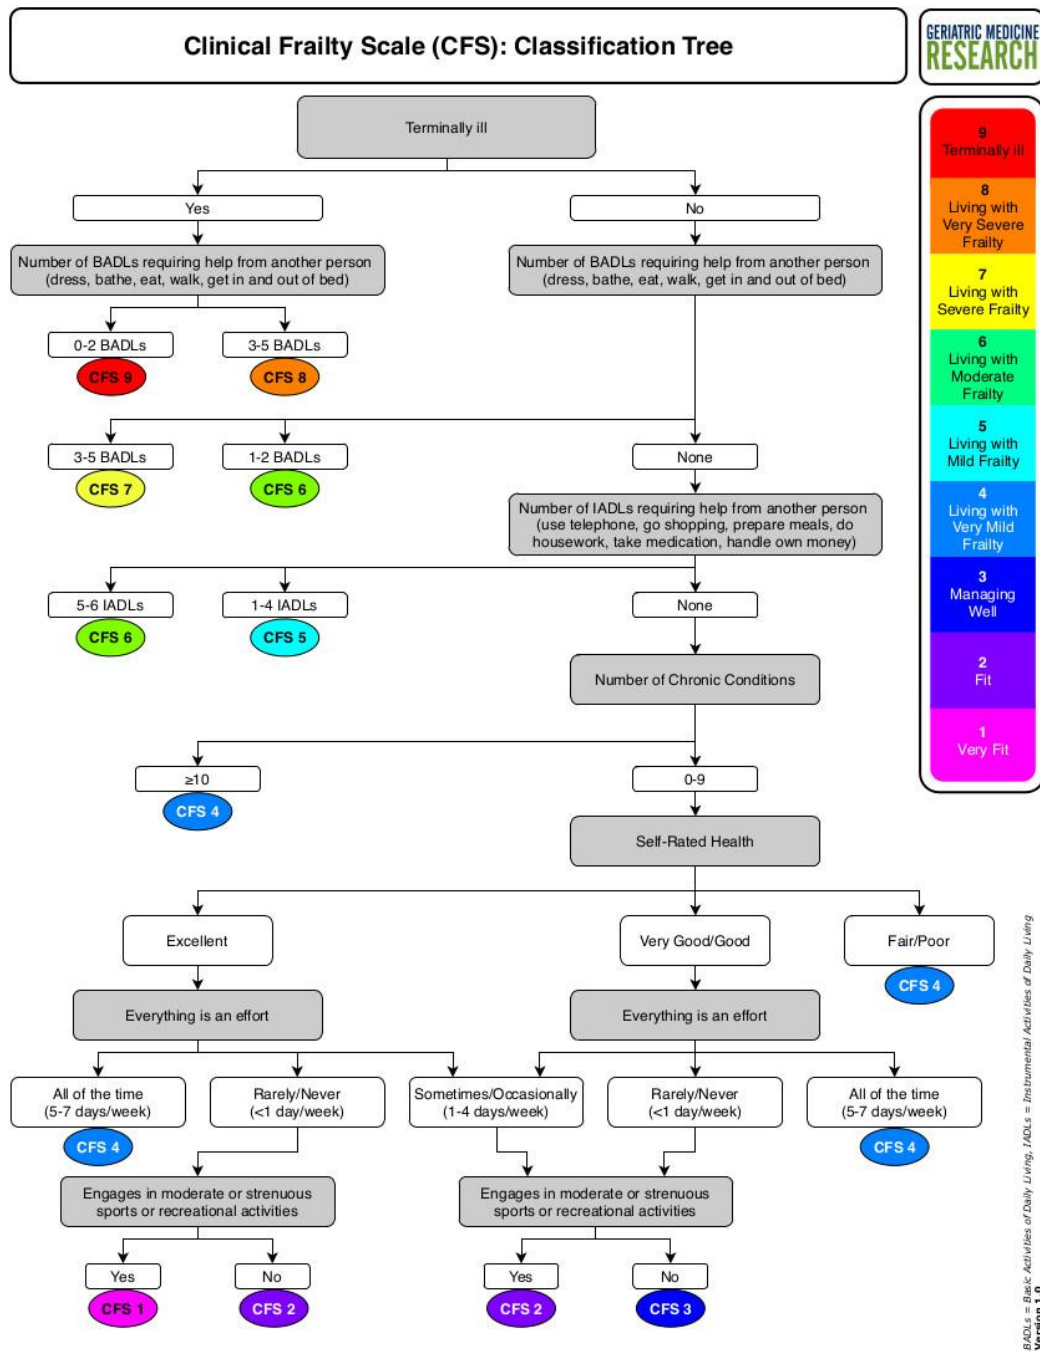 Clinical Frailty Scale (CFS): Classification Tree
GERIATRIC MEDICINE
RESEARCH
Terminally ill
Yes
No
Number of BADLs requiring help from another person
(dress, bathe, eat, walk, get in and out of bed)
Number of BADLs requiring help from another person
(dress, bathe, eat, walk, get in and out of bed)
0-2 BADLs
3-5 BADLs
CFS 9
CFS 8
3-5 BADLs
1-2 BADLs
None
CFS 7
CFS 6
Number of IADLs requiring help from another person
(use telephone, go shopping, prepare meals, do
housework, take medication, handle own money)
5-6 IADLs
1-4 IADLs
None
CFS 6
CFS 5
Number of Chronic Conditions
≥10
0-9
CFS 4
Self-Rated Health
Excellent
Very Good/Good
Fair/Poor
CFS 4
Everything is an effort
Everything is an effort
All of the time
(5-7 days/week)
Rarely/Never
(<1 day/week)
Sometimes/Occasionally
(1-4 days/week)
Rarely/Never
(<1 day/week)
All of the time
(5-7 days/week)
CFS 4
CFS 4
Engages in moderate or strenuous
sports or recreational activities
Engages in moderate or strenuous
sports or recreational activities
Yes
No
Yes
No
CFS 1
CFS 2
CFS 2
CFS 3
9
Terminally ill
8
Living with
Very Severe
Frailty
7
Living with
Severe Frailty
6
Living with
Moderate
Frailty
5
Living with
Mild Frailty
4
Living with
Very Mild
Frailty
3
Managing
Well
2
Fit
1
Very Fit
BADLs = Basic Activities of Daily Living, IADLs = Instrumental Activities of Daily Living
Version 1.0